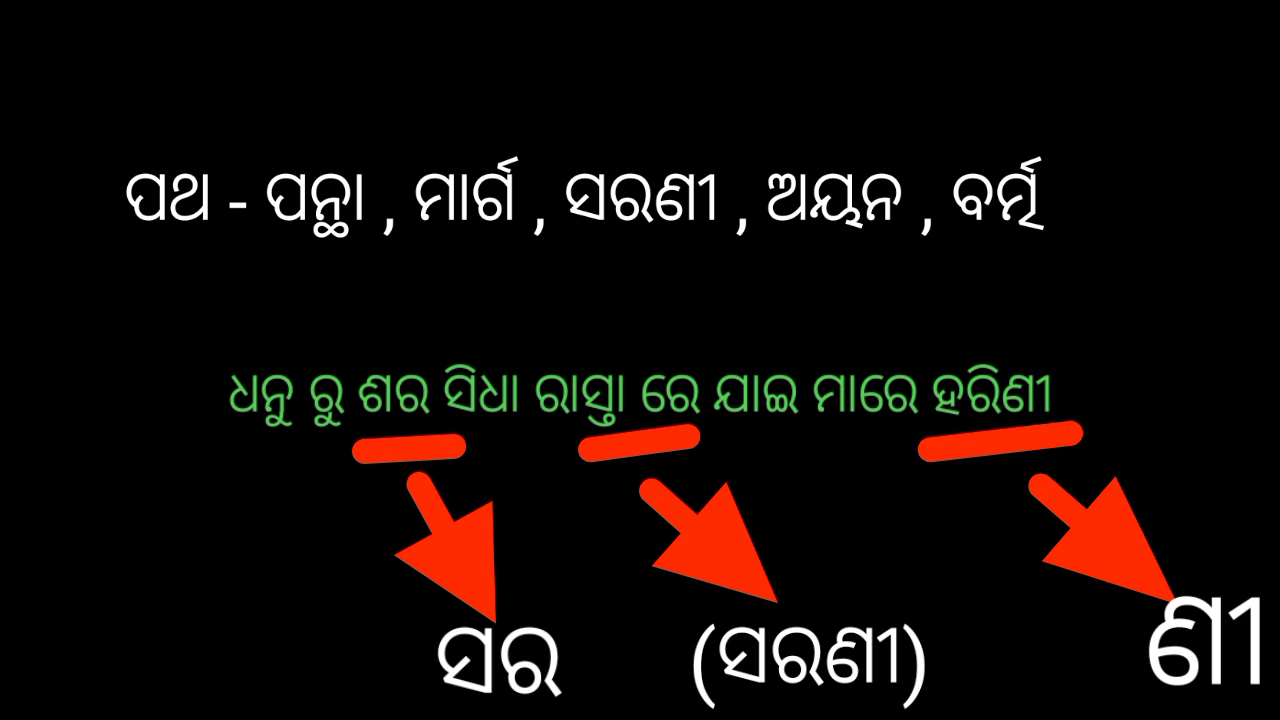 ପଥ - ପନ୍ଥା , ମାର୍ଗ , ସରଣୀ , ଅୟନ , ବର୍ତ୍ମ
ଧନୁ ରୁ ଶର ସିଧା ରାସ୍ତା ରେ ଯାଇ ମାରେ ହରିଣୀ
ସର (ସରଣୀ) ଣୀ